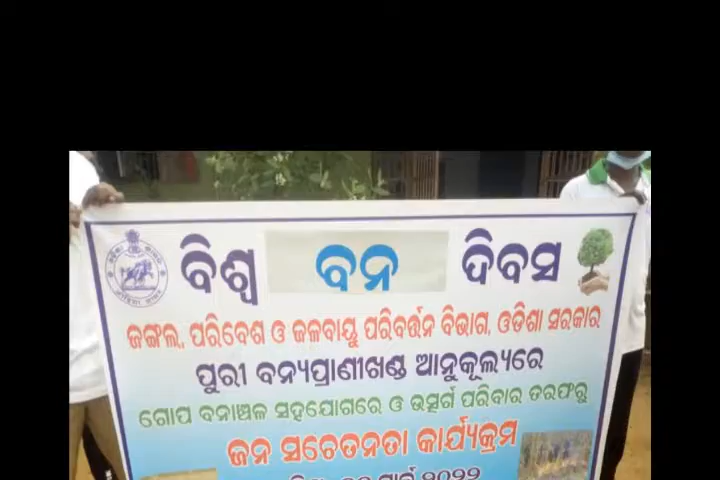 ବିଶ୍ୱ ବନ ଦିବସ
ଜଙ୍ଗଲ, ପରିବେଶ ଓ ଜଳବାୟୁ ପରିବର୍ତ୍ତନ ବିଭାଗ, ଓଡିଶା ସରକାର
ପୁରୀ ବନ୍ୟପ୍ରାଣୀଖଣ୍ଡ ଆନୁକୂଲ୍ୟରେ
ଗୋପ ବନାଞ୍ଚଳ ସହଯୋଗରେ ଓ ଉତ୍ସର୍ଗ ପରିବାର ତରଫରୁ
ଜନ ସଚେତନତା କାର୍ଯ୍ୟକ୍ରମ
ମାର୍ଚ୍ଚ ୨୦୨୨